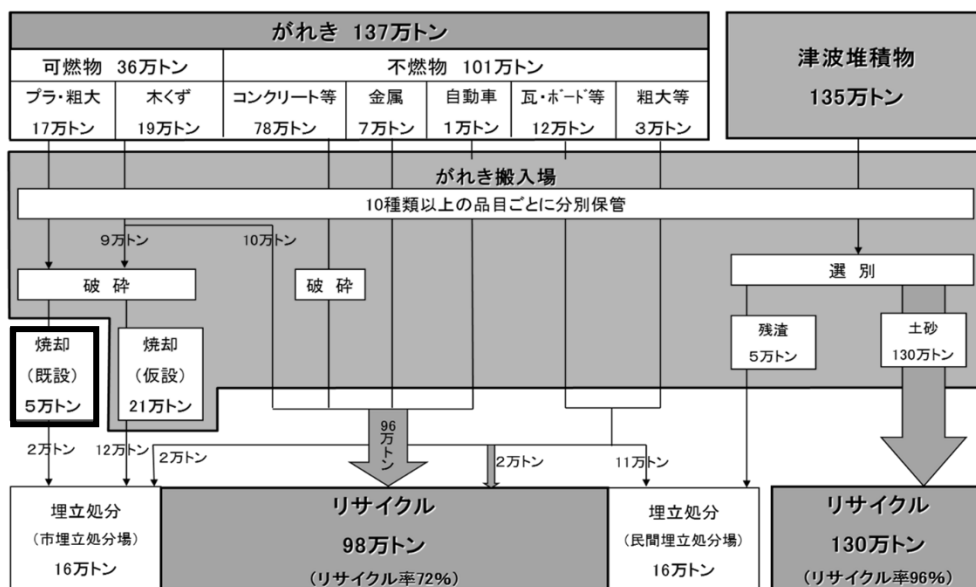 がれき 137万トン
可燃物 36万トン
不燃物 101万トン
プラ・粗大
17万トン
木くず
19万トン
コンクリート等
78万トン
金属
7万トン
自動車
1万トン
瓦・ボード等
12万トン
粗大等
3万トン
津波堆積物
135万トン
がれき搬入場
10種類以上の品目ごとに分別保管
9万トン
10万トン
破 砕
破 砕
選 別
焼却
(既設)
5万トン
焼却
(仮設)
21万トン
残渣
5万トン
土砂
130万トン
96万トン
2万トン
12万トン
2万トン
2万トン
11万トン
埋立処分
(市埋立処分場)
16万トン
リサイクル
98万トン
(リサイクル率72%)
埋立処分
(民間埋立処分場)
16万トン
リサイクル
130万トン
(リサイクル率96%)